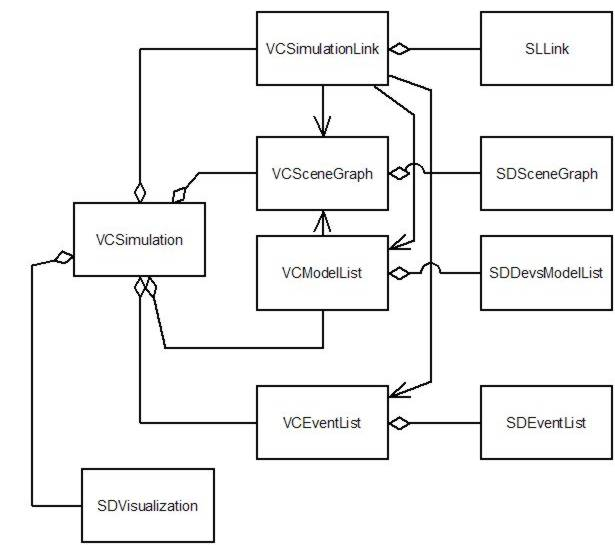 VCSimulationLink
SLLink
VCSceneGraph
SDSceneGraph
VCSimulation
VCModelList
SDDevsModelList
VCEventList
SDEventList
SDVisualization